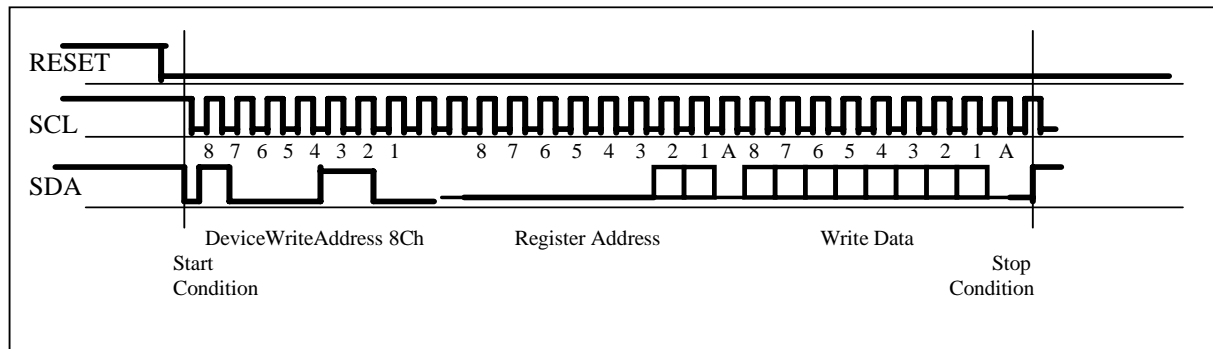 RESET
SCL
8 7 6 5 4 3 2 1 8 7 6 5 4 3 2 1 A 8 7 6 5 4 3 2 1 A
SDA
DeviceWriteAddress 8Ch Register Address Write Data
Start Condition
Stop Condition